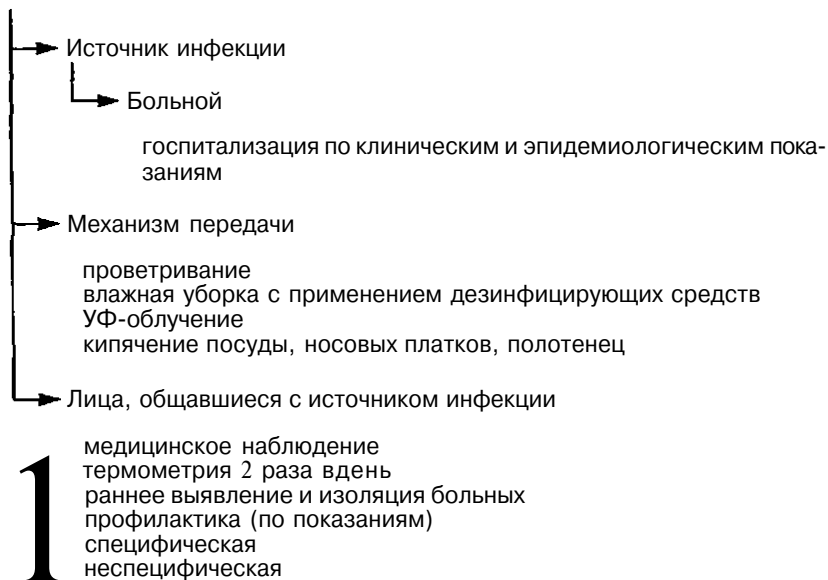 Источник инфекции
Больной
госпитализация по клиническим и эпидемиологическим пока-
заниям
Механизм передачи
проветривание
влажная уборка с применением дезинфицирующих средств
УФ-облучение
кипячение посуды, носовых платков, полотенец
Лица, общавшиеся с источником инфекции
1
медицинское наблюдение
термометрия 2 раза вдень
раннее выявление и изоляция больных
профилактика (по показаниям)
специфическая
неспецифическая